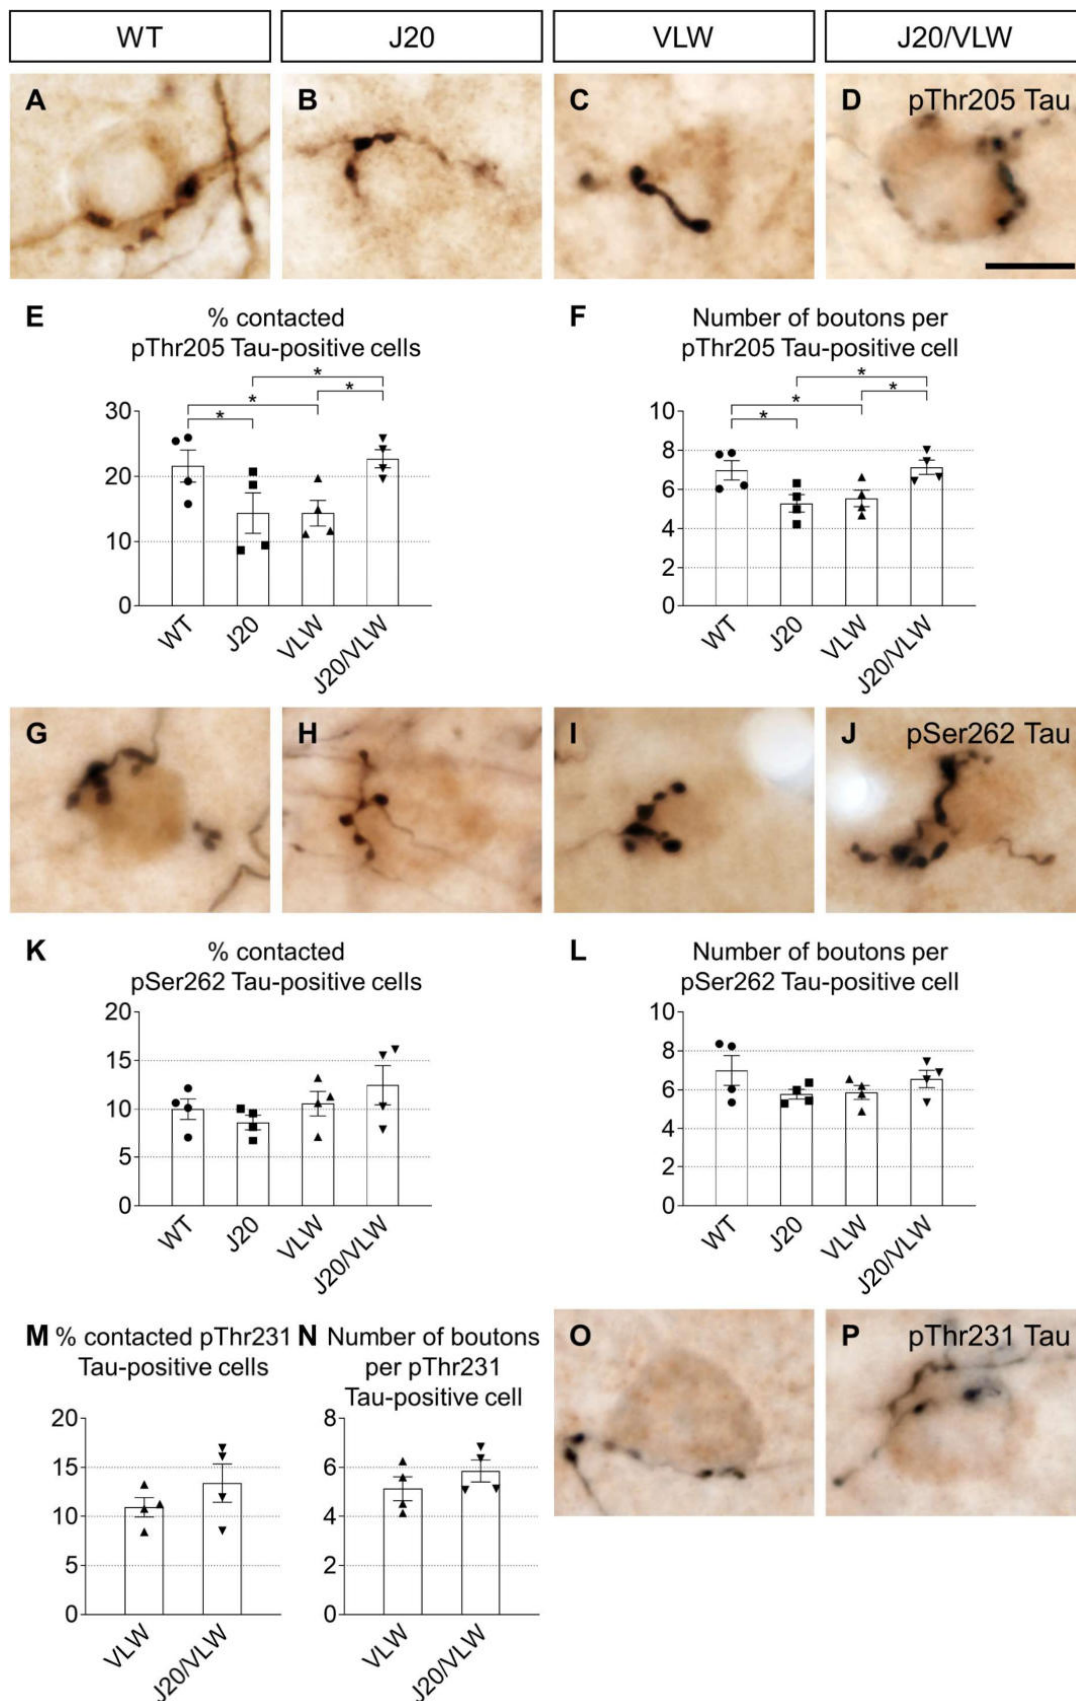 WT
J20
VLW
J20/VLW
A
B
C
D
pThr205 Tau
E
% contacted
pThr205 Tau-positive cells
*
*
*
*
30
20
10
0
WT
J20
VLW
J20/VLW
F
Number of boutons per
pThr205 Tau-positive cell
*
*
*
*
10
8
6
4
2
0
WT
J20
VLW
J20/VLW
G
H
I
J
pSer262 Tau
K
% contacted
pSer262 Tau-positive cells
20
15
10
5
0
WT
J20
VLW
J20/VLW
L
Number of boutons per
pSer262 Tau-positive cell
10
8
6
4
2
0
WT
J20
VLW
J20/VLW
M
% contacted pThr231
Tau-positive cells
20
15
10
5
0
VLW
J20/VLW
N
Number of boutons
per pThr231
Tau-positive cell
8
6
4
2
0
VLW
J20/VLW
O
P
pThr231 Tau